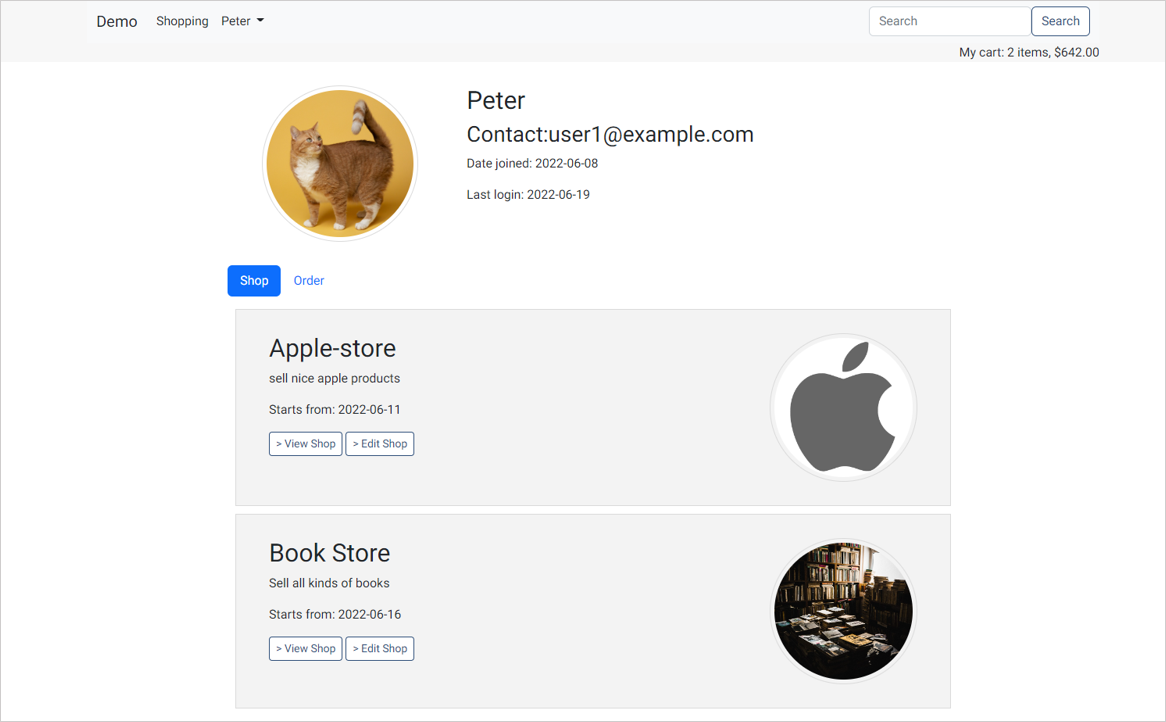 Demo Shopping Peter Search Search
My cart: 2 items, $642.00
Peter
Contact:user1@example.com
Date joined: 2022-06-08
Last login: 2022-06-19
Shop Order
Apple-store
sell nice apple products
Starts from: 2022-06-11
> View Shop > Edit Shop
Book Store
Sell all kinds of books
Starts from: 2022-06-16
> View Shop > Edit Shop